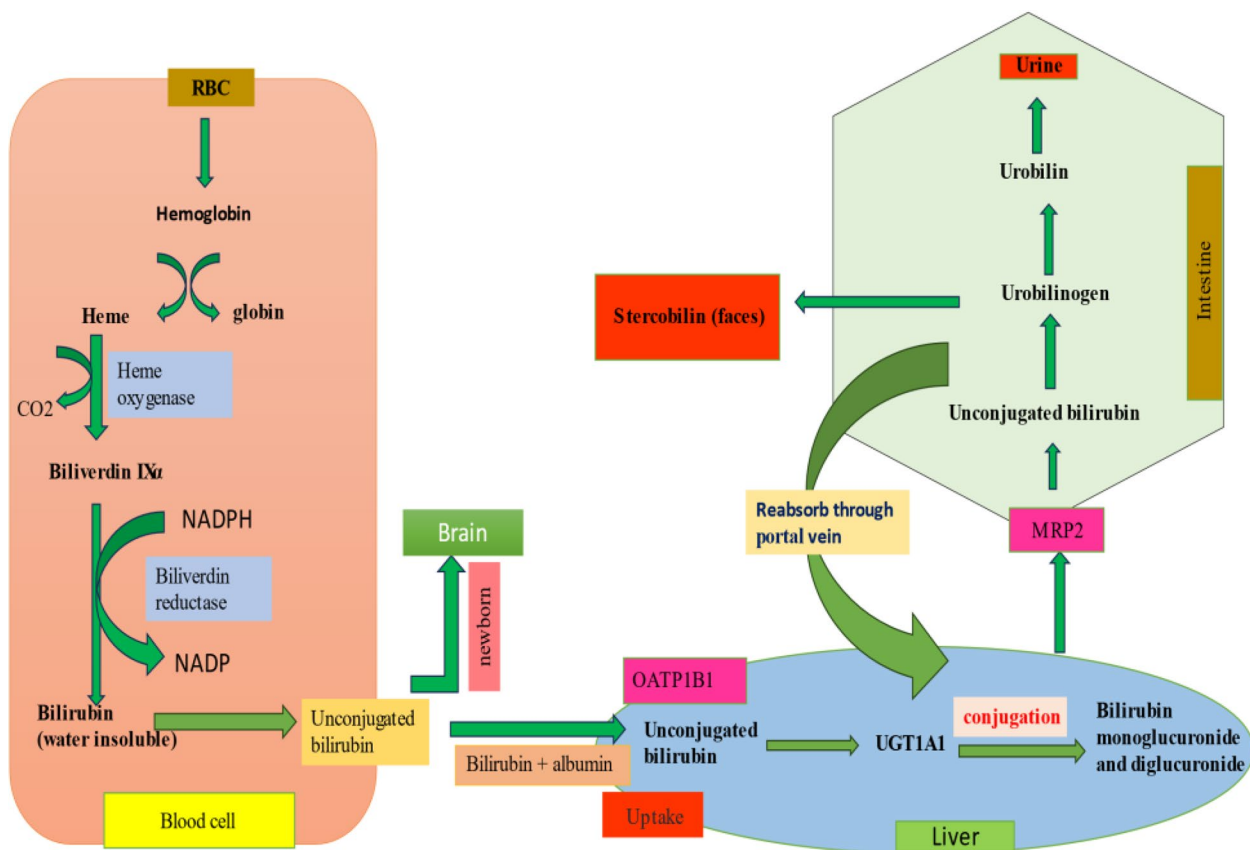 RBC
Hemoglobin
Heme
globin
Heme
oxygenase
CO2
Biliverdin IXα
NADPH
Biliverdin
reductase
NADP
Bilirubin
(water insoluble)
Unconjugated
bilirubin
Blood cell
Brain
newborn
Bilirubin + albumin
OATP1B1
Unconjugated
bilirubin
Uptake
UGT1A1
conjugation
Bilirubin
monoglucuronide
and diglucuronide
Liver
MRP2
Reabsorb through
portal vein
Unconjugated bilirubin
Urobilinogen
Stercobilin (faces)
Urobilin
Urine
Intestine